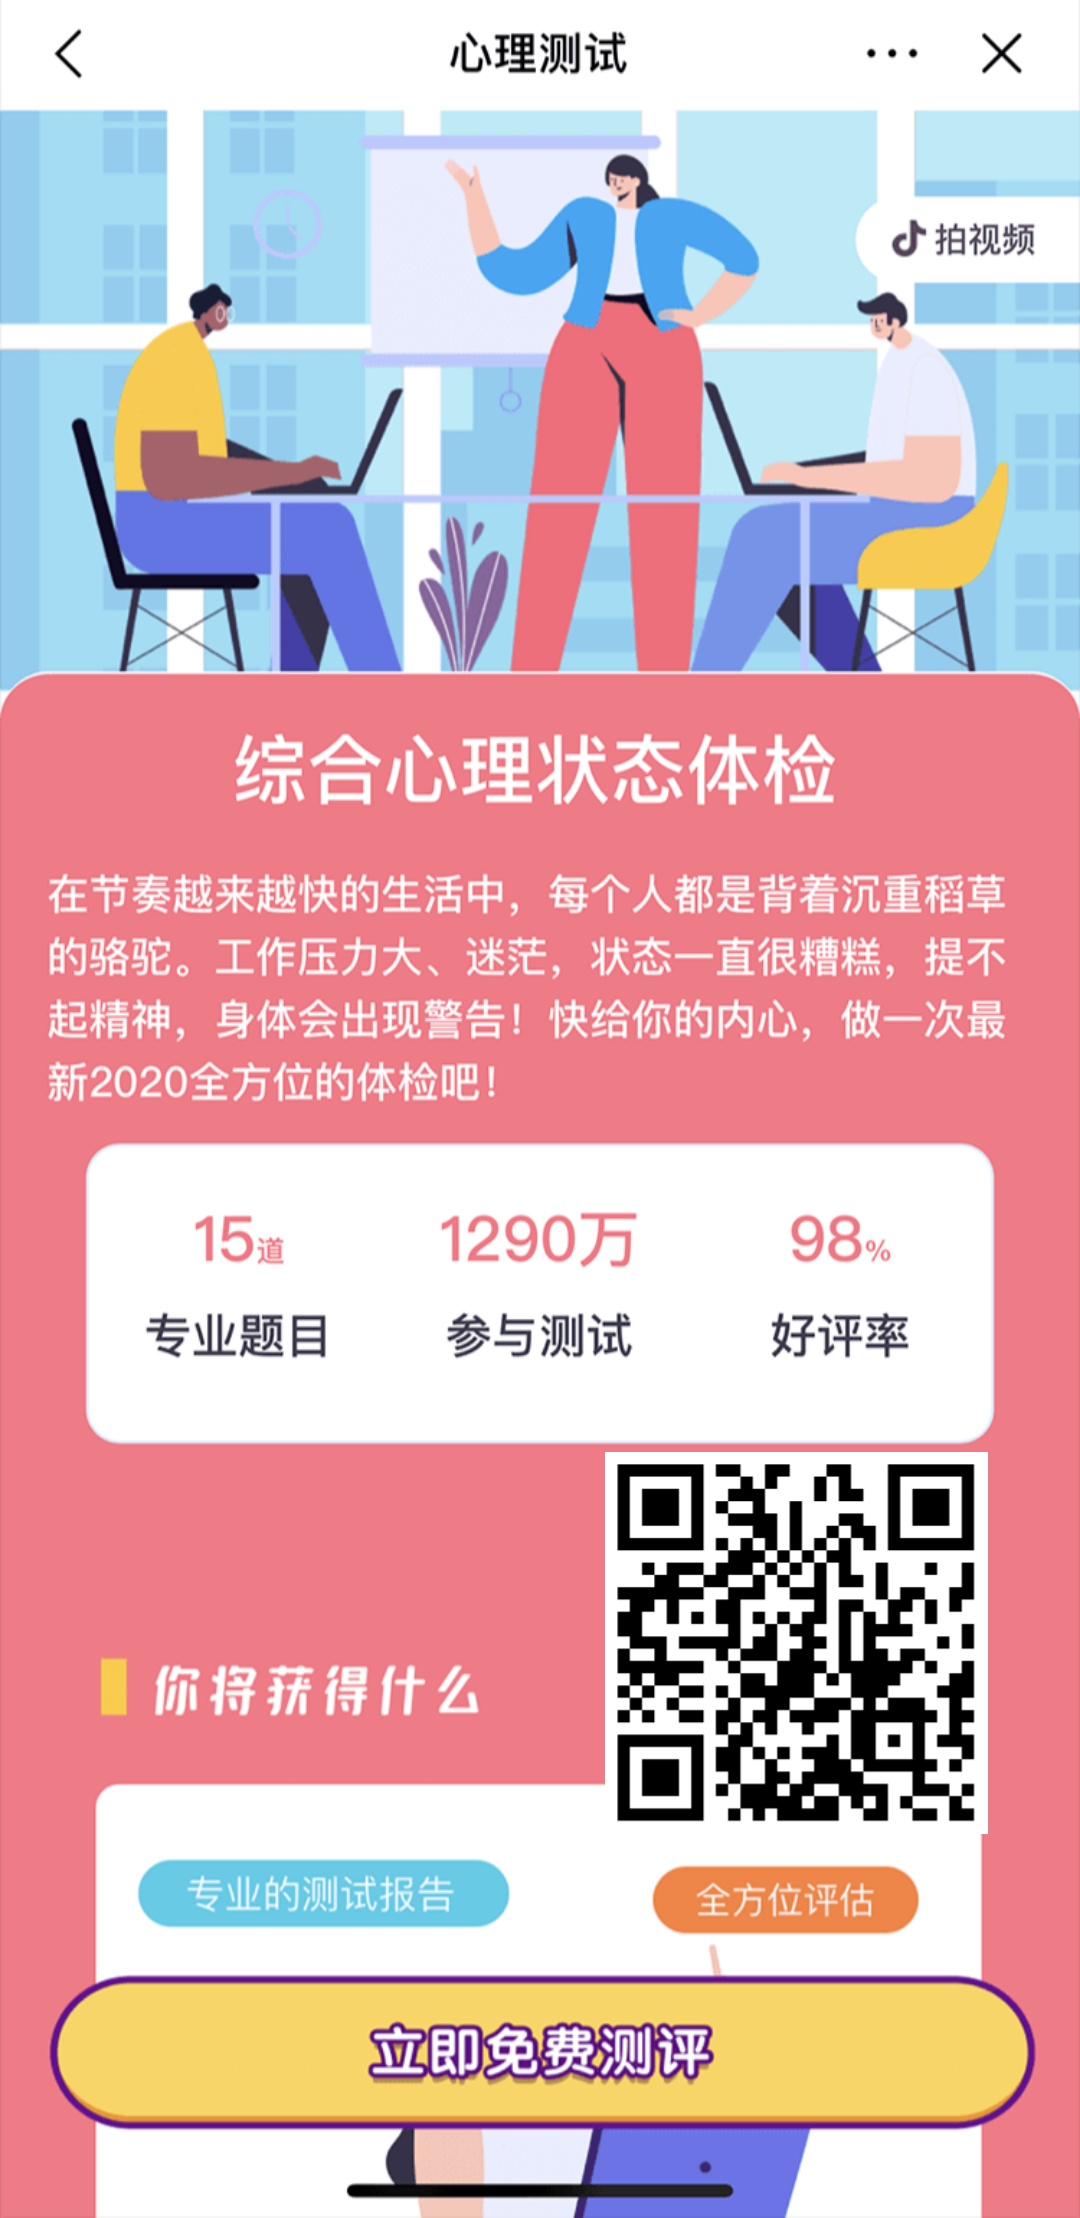 心理测试
拍视频
综合心理状态体检
在节奏越来越快的生活中，每个人都是背着沉重稻草
的骆驼。工作压力大、迷茫，状态一直很糟糕，提不
起精神，身体会出现警告！快给你的内心，做一次最
新2020全方位的体检吧！
15道 1290万 98%
专业题目 参与测试 好评率
你将获得什么
专业的测试报告 全方位评估
立即免费测评